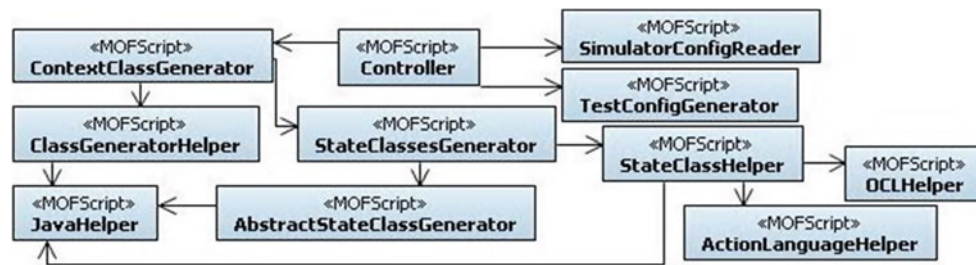 «MOFScript»
ContextClassGenerator
«MOFScript»
Controller
«MOFScript»
SimulatorConfigReader
«MOFScript»
TestConfigGenerator
«MOFScript»
ClassGeneratorHelper
«MOFScript»
StateClassesGenerator
«MOFScript»
StateClassHelper
«MOFScript»
OCLHelper
«MOFScript»
JavaHelper
«MOFScript»
AbstractStateClassGenerator
«MOFScript»
ActionLanguageHelper